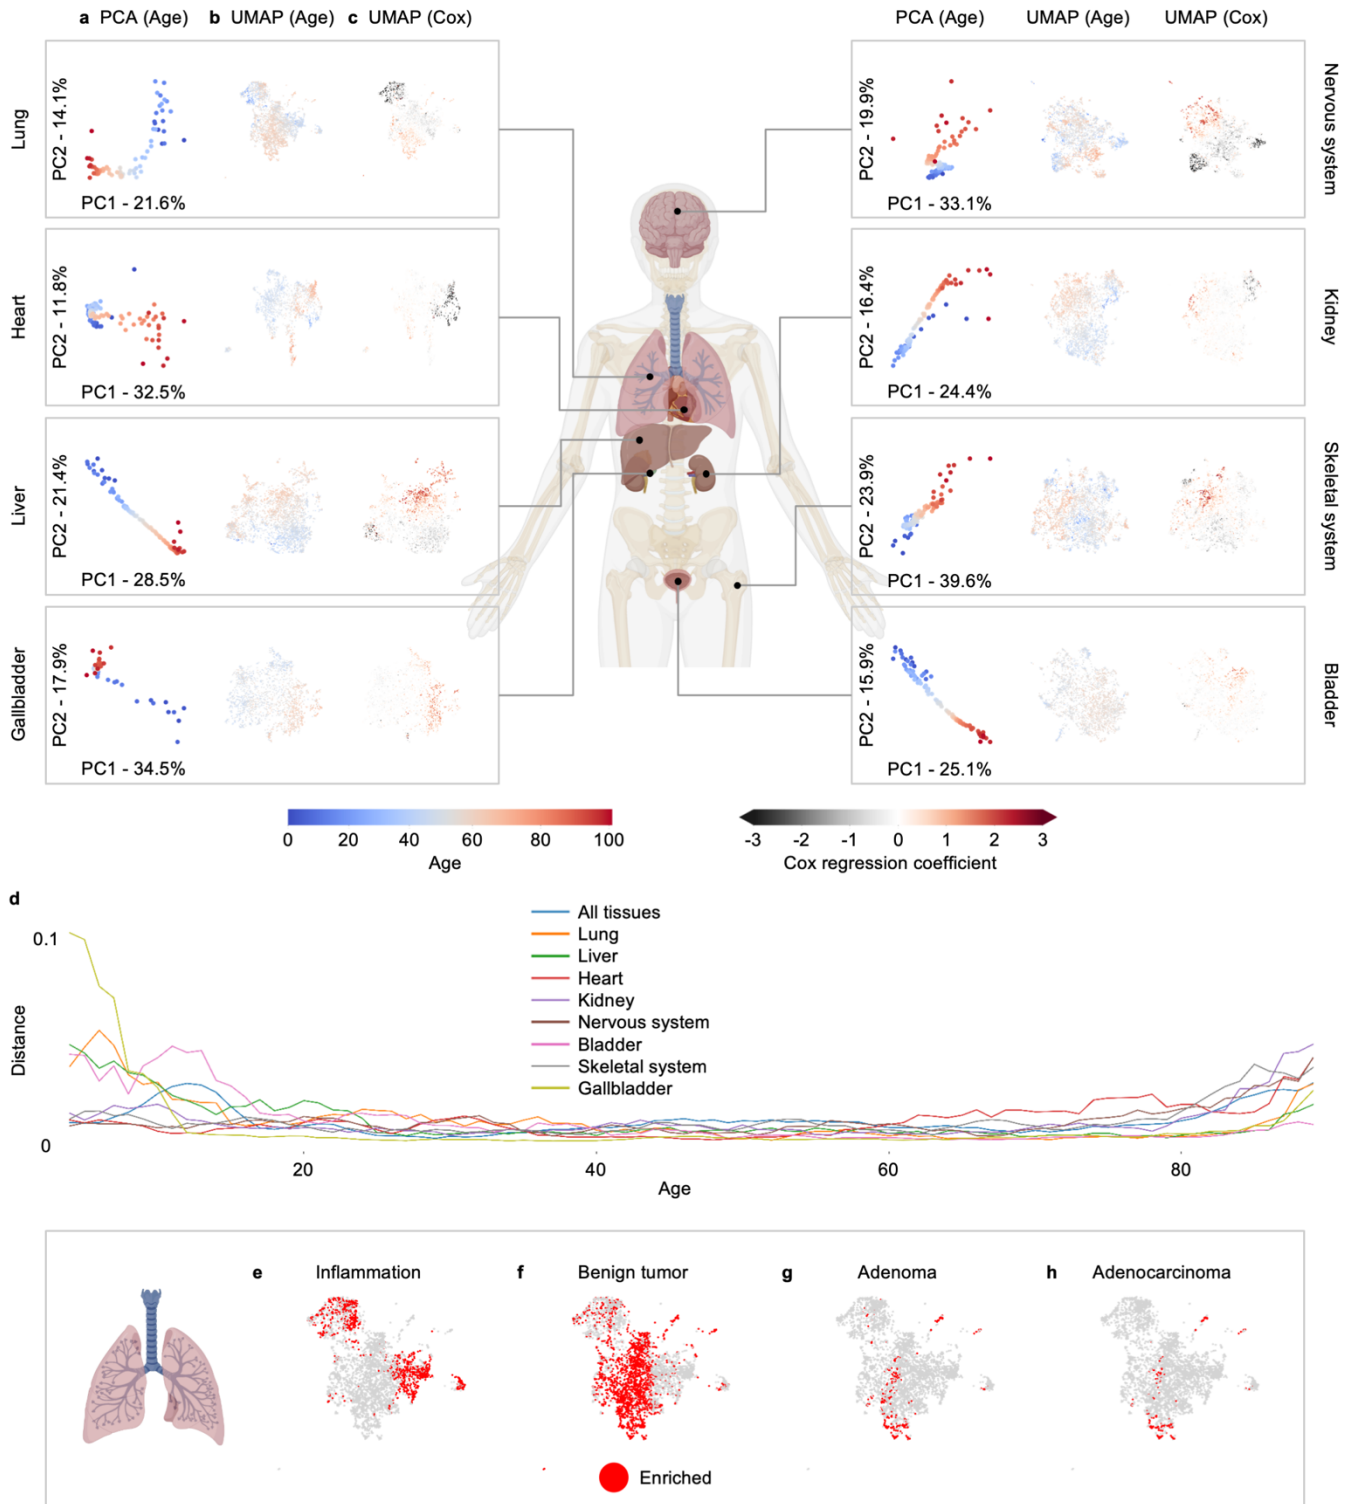 a PCA (Age) b UMAP (Age) c UMAP (Cox)
PCA (Age) UMAP (Age) UMAP (Cox)
Lung
PC2 - 14.1%
PC1 - 21.6%
Nervous system
PC2 - 19.9%
PC1 - 33.1%
Heart
PC2 - 11.8%
PC1 - 32.5%
Kidney
PC2 - 16.4%
PC1 - 24.4%
Liver
PC2 - 21.4%
PC1 - 28.5%
Skeletal system
PC2 - 23.9%
PC1 - 39.6%
Gallbladder
PC2 - 17.9%
PC1 - 34.5%
Bladder
PC2 - 15.9%
PC1 - 25.1%
0 20 40 60 80 100
Age
-3 -2 -1 0 1 2 3
Cox regression coefficient
d
0.1
Distance
0
All tissues
Lung
Liver
Heart
Kidney
Nervous system
Bladder
Skeletal system
Gallbladder
20 40 60 80
Age
e Inflammation f Benign tumor g Adenoma h Adenocarcinoma
Enriched